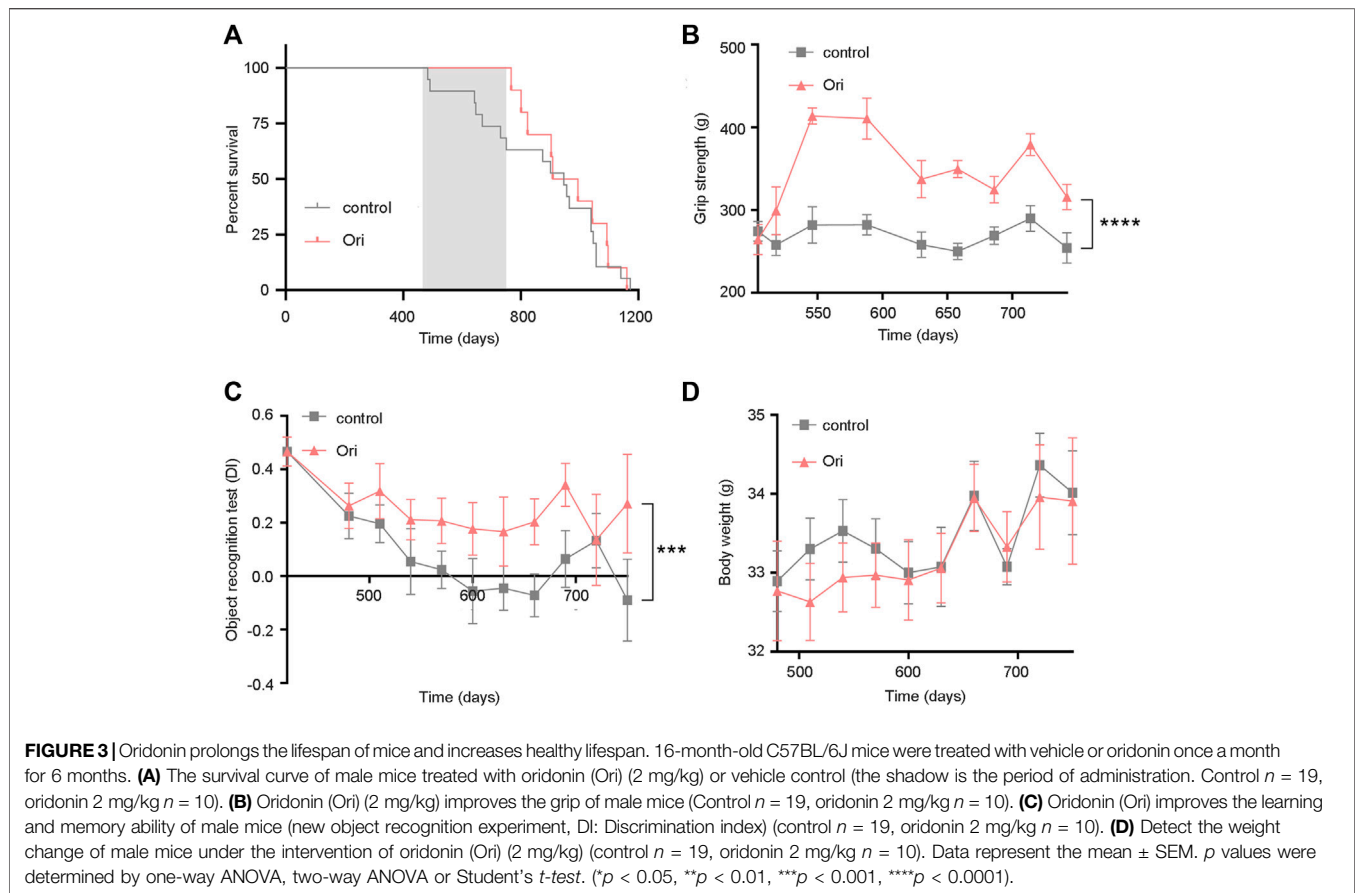 A
Percent survival
100
75
50
25
0
control
Ori
0 400 800 1200
Time (days)
B
Grip strength (g)
500
400
300
200
control
Ori
****
550 600 650 700
Time (days)
C
Object recognition test (DI)
0.6
0.4
0.2
0.0
-0.2
-0.4
control
Ori
***
500 600 700
Time (days)
D
Body weight (g)
35
34
33
32
control
Ori
500 600 700
Time (days)
FIGURE 3 | Oridonin prolongs the lifespan of mice and increases healthy lifespan. 16-month-old C57BL/6J mice were treated with vehicle or oridonin once a month
for 6 months. (A) The survival curve of male mice treated with oridonin (Ori) (2 mg/kg) or vehicle control (the shadow is the period of administration. Control n = 19,
oridonin 2 mg/kg n = 10). (B) Oridonin (Ori) (2 mg/kg) improves the grip of male mice (Control n = 19, oridonin 2 mg/kg n = 10). (C) Oridonin (Ori) improves the learning
and memory ability of male mice (new object recognition experiment, DI: Discrimination index) (control n = 19, oridonin 2 mg/kg n = 10). (D) Detect the weight
change of male mice under the intervention of oridonin (Ori) (2 mg/kg) (control n = 19, oridonin 2 mg/kg n = 10). Data represent the mean ± SEM. p values were
determined by one-way ANOVA, two-way ANOVA or Student's t-test. (*p < 0.05, **p < 0.01, ***p < 0.001, ****p < 0.0001).